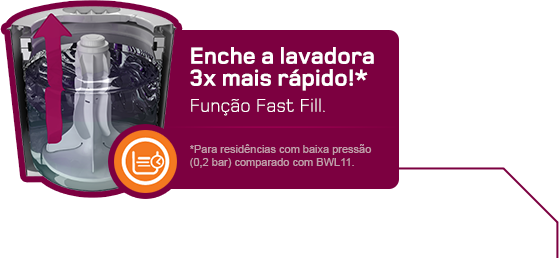 Enche a lavadora
3x mais rápido!*
Função Fast Fill.
*Para residências com baixa pressão
(0,2 bar) comparado com BWL11.